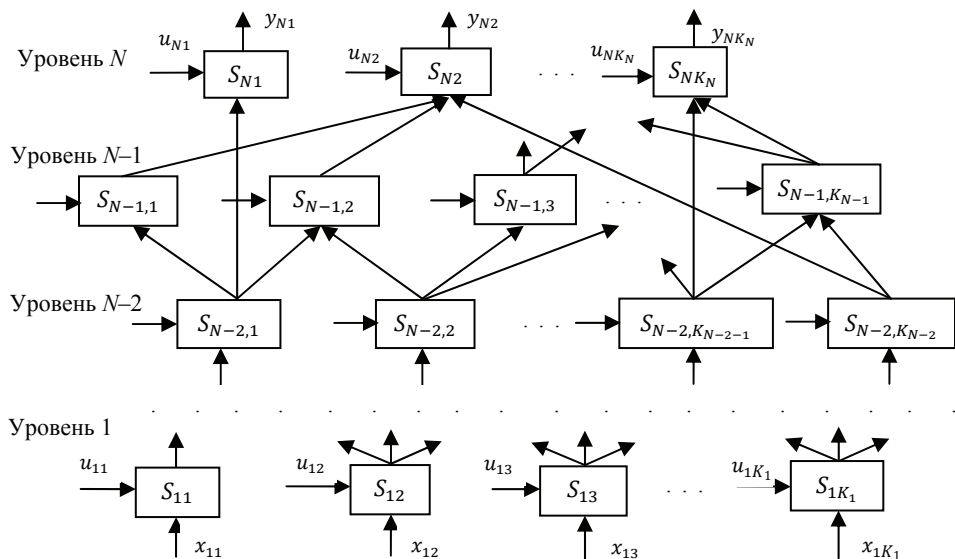 y_{N1} y_{N2} y_{NK_N}
Уровень N u_{N1} S_{N1} u_{N2} S_{N2} . . . u_{NK_N} S_{NK_N}
Уровень N–1
S_{N−1,1} S_{N−1,2} S_{N−1,3} . . . S_{N−1,K_{N−1}}
Уровень N–2
S_{N−2,1} S_{N−2,2} . . . S_{N−2,K_{N−2−1}} S_{N−2,K_{N−2}}
Уровень 1
u_{11} S_{11} u_{12} S_{12} u_{13} S_{13} . . . u_{1K_1} S_{1K_1}
x_{11} x_{12} x_{13} x_{1K_1}